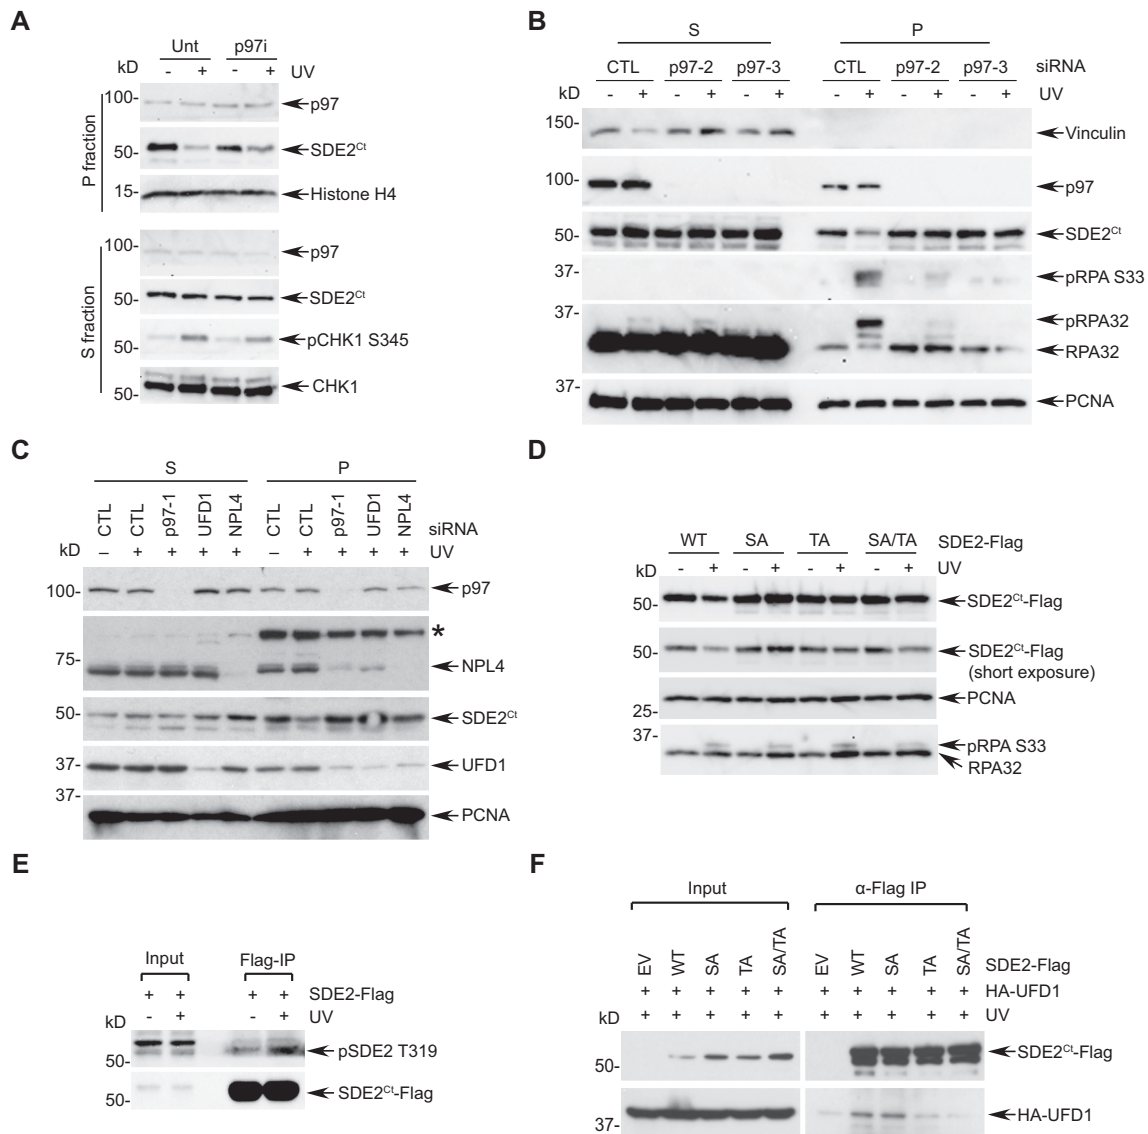 A
Unt p97i
kD - + - + UV
P fraction
100- p97
50- SDE2Ct
15- Histone H4
S fraction
100- p97
50- SDE2Ct
50- pCHK1 S345
50- CHK1
B
S P
CTL p97-2 p97-3 CTL p97-2 p97-3 siRNA
kD - + - + - + - + - + - + UV
150- Vinculin
100- p97
50- SDE2Ct
37- pRPA S33
37- pRPA32
RPA32
37- PCNA
C
S P
CTL CTL p97-1 UFD1 NPL4 CTL CTL p97-1 UFD1 NPL4 siRNA
kD – + + + + – + + + + UV
100- p97
*
75- NPL4
50- SDE2Ct
37- UFD1
37- PCNA
D
WT SA TA SA/TA SDE2-Flag
kD - + - + - + - + UV
50- SDE2Ct-Flag
50- SDE2Ct-Flag
(short exposure)
PCNA
25-
37- pRPA S33
RPA32
E
Input Flag-IP
+ + + + SDE2-Flag
kD - + - + UV
50- pSDE2 T319
50- SDE2Ct-Flag
F
Input α-Flag IP
EV WT SA TA SA/TA EV WT SA TA SA/TA SDE2-Flag
+ + + + + + + + + + HA-UFD1
kD + + + + + + + + + + UV
50- SDE2Ct-Flag
37- HA-UFD1